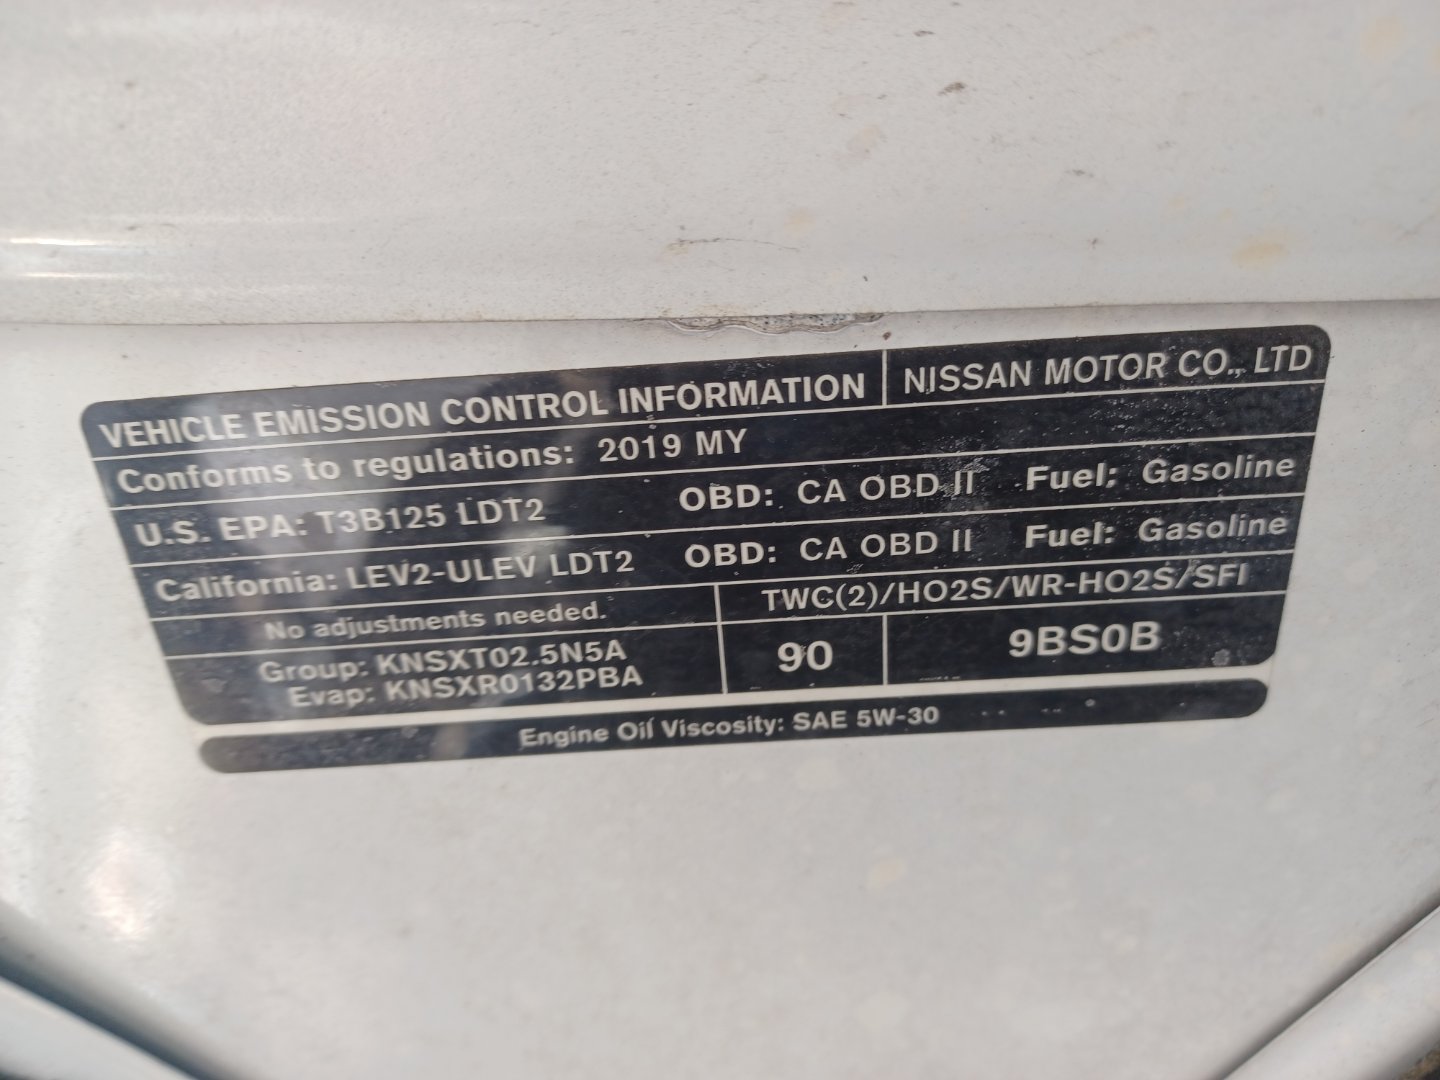 VEHICLE EMISSION CONTROL INFORMATION NISSAN MOTOR CO., LTD
Conforms to regulations: 2019 MY
U.S. EPA: T3B125 LDT2 OBD: CA OBD II Fuel: Gasoline
California: LEV2-ULEV LDT2 OBD: CA OBD II Fuel: Gasoline
No adjustments needed. TWC(2)/HO2S/WR-HO2S/SFI
Group: KNSXT02.5N5A
Evap: KNSXR0132PBA
90 9BS0B
Engine Oil Viscosity: SAE 5W-30